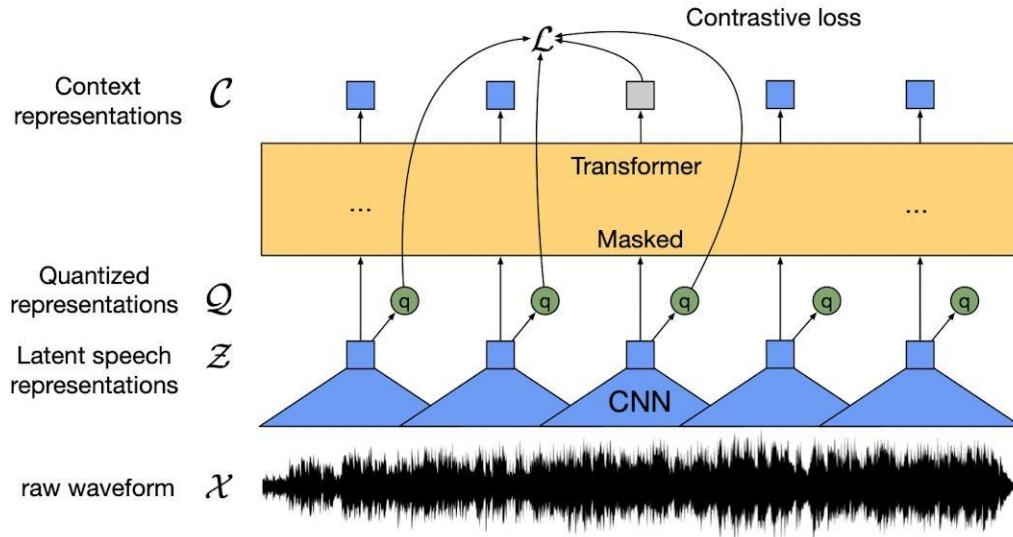 Contrastive loss
ℒ
Context
representations
𝒞
Transformer
... ...
Masked
Quantized
representations
𝒬
q q q q q
Latent speech
representations
𝒵
CNN
raw waveform
𝒳